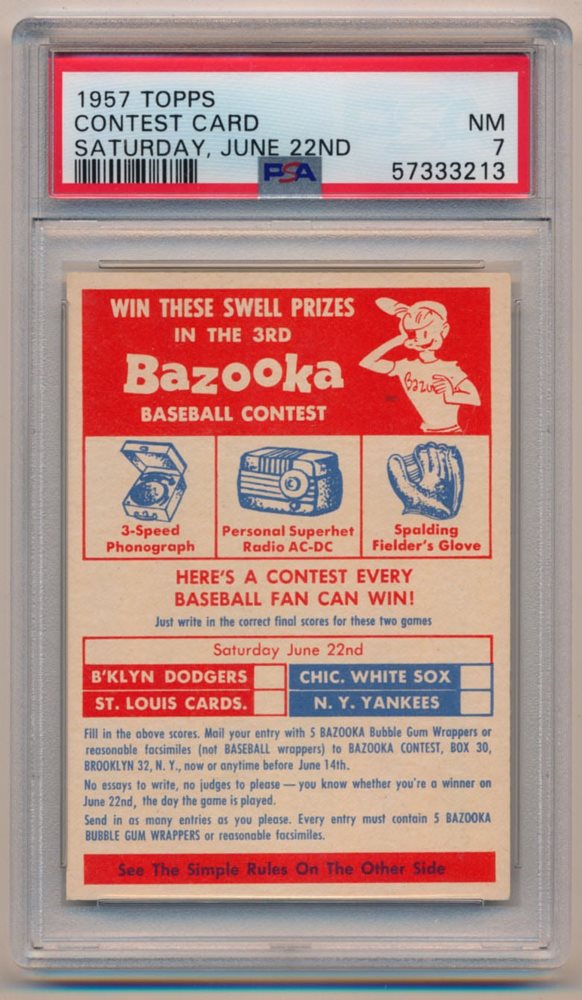 1957 TOPPS
CONTEST CARD NM
SATURDAY, JUNE 22ND 7
PSA 57333213
WIN THESE SWELL PRIZES
IN THE 3RD
Bazooka
BASEBALL CONTEST
Bazo
3-Speed
Phonograph
Personal Superhet
Radio AC-DC
Spalding
Fielder's Glove
HERE'S A CONTEST EVERY
BASEBALL FAN CAN WIN!
Just write in the correct final scores for these two games
Saturday June 22nd
B'KLYN DODGERS CHIC. WHITE SOX
ST. LOUIS CARDS. N. Y. YANKEES
Fill in the above scores. Mail your entry with 5 BAZOOKA Bubble Gum Wrappers or
reasonable facsimiles (not BASEBALL wrappers) to BAZOOKA CONTEST, BOX 30,
BROOKLYN 32, N. Y., now or anytime before June 14th.
No essays to write, no judges to please — you know whether you're a winner on
June 22nd, the day the game is played.
Send in as many entries as you please. Every entry must contain 5 BAZOOKA
BUBBLE GUM WRAPPERS or reasonable facsimiles.
See The Simple Rules On The Other Side